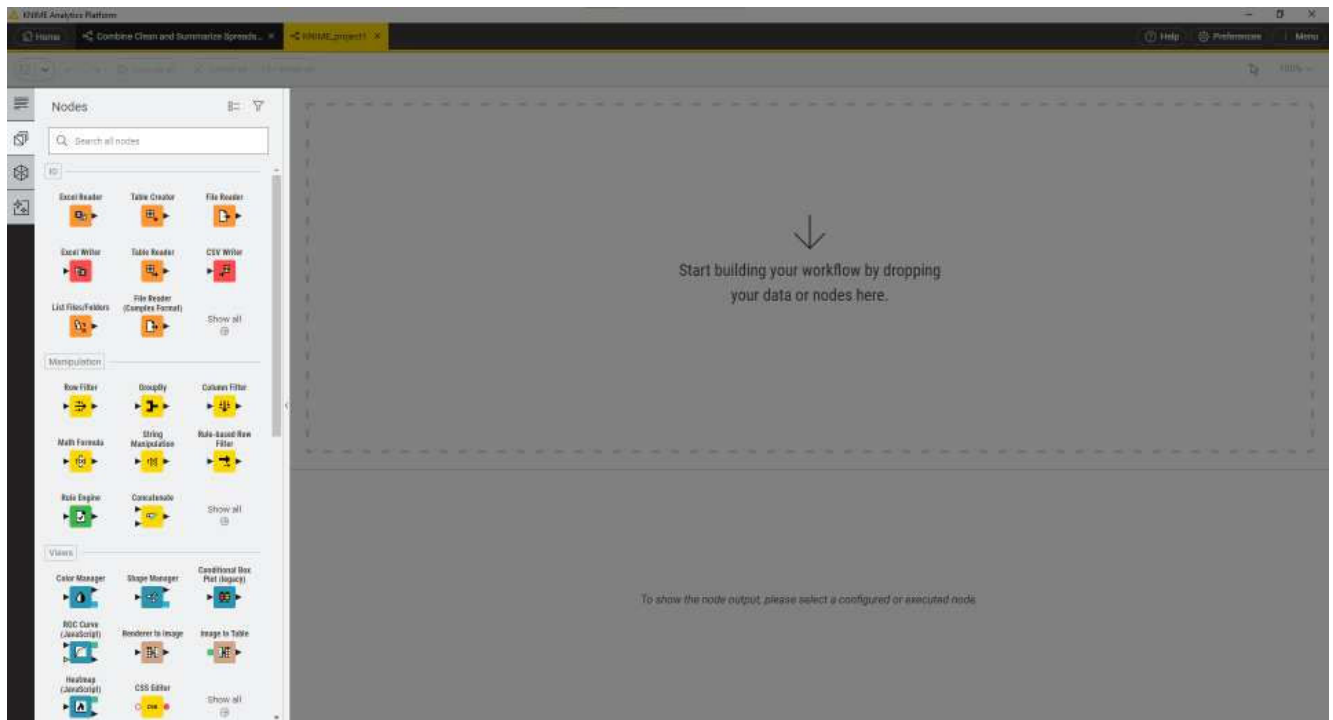 KNIME Analytics Platform
Home
Combine Clean and Summarize Spreads...
KNIME_project1
Help
Preferences
Menu
100%
Nodes
Search all nodes
IO
Excel Reader
Table Creator
File Reader
Excel Writer
Table Reader
CSV Writer
List Files/Folders
File Reader
(Complex Format)
Show all
Manipulation
Row Filter
GroupBy
Column Filter
Math Formula
String
Manipulation
Rule-based Row
Filter
Rule Engine
Concatenate
Show all
Views
Color Manager
Shape Manager
Conditional Box
Plot (legacy)
ROC Curve
(JavaScript)
Renderer to Image
Image to Table
Heatmap
(JavaScript)
CSS Editor
Show all
Start building your workflow by dropping
your data or nodes here.
To show the node output, please select a configured or executed node.